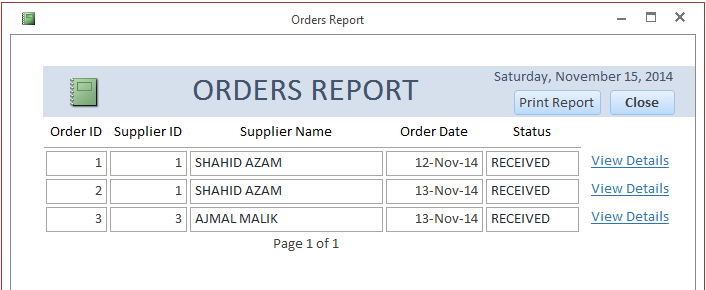 Orders Report
Saturday, November 15, 2014
ORDERS REPORT
Print Report Close
Order ID Supplier ID Supplier Name Order Date Status
1 1 SHAHID AZAM 12-Nov-14 RECEIVED View Details
2 1 SHAHID AZAM 13-Nov-14 RECEIVED View Details
3 3 AJMAL MALIK 13-Nov-14 RECEIVED View Details
Page 1 of 1